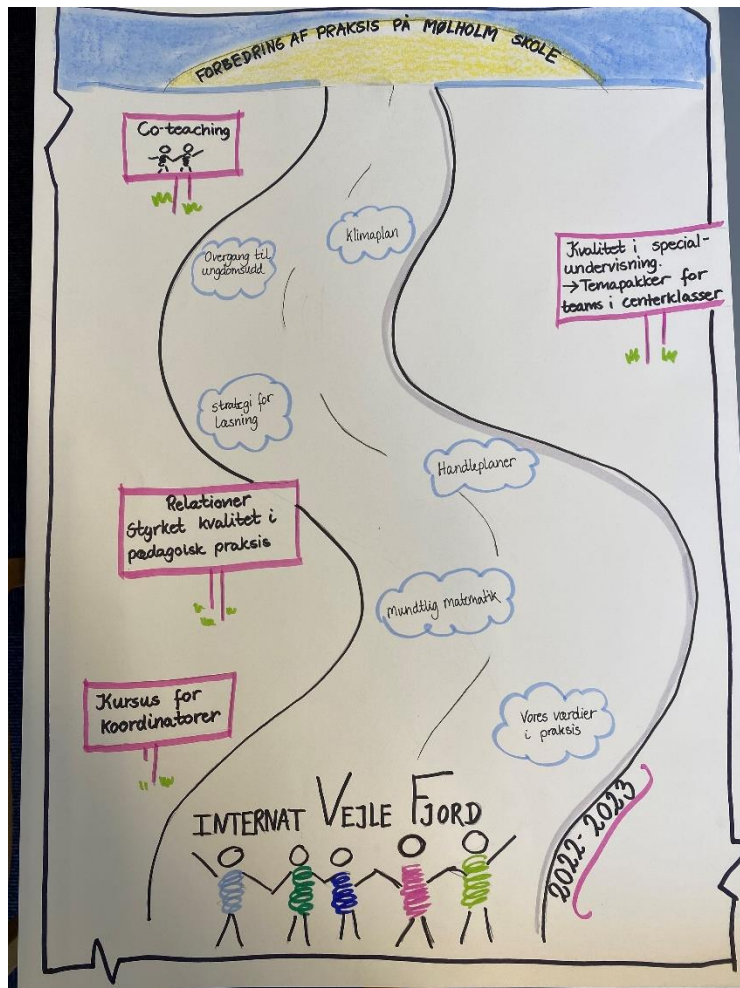 FORBEDRING AF PRAKSIS PÅ MØLHOLM SKOLE
Co-teaching
Klimaplan
Overgang til
ungdomsudd
Kvalitet i special-
undervisning.
→Temapakker for
teams i centerklasser
Strategi for
læsning
Handleplaner
Relationer
Styrket kvalitet i
pædagoisk praksis
Mundtlig matematik
Kursus for
koordinatorer
Vores værdier
i praksis
INTERNAT VEJLE FJORD
2022-2023